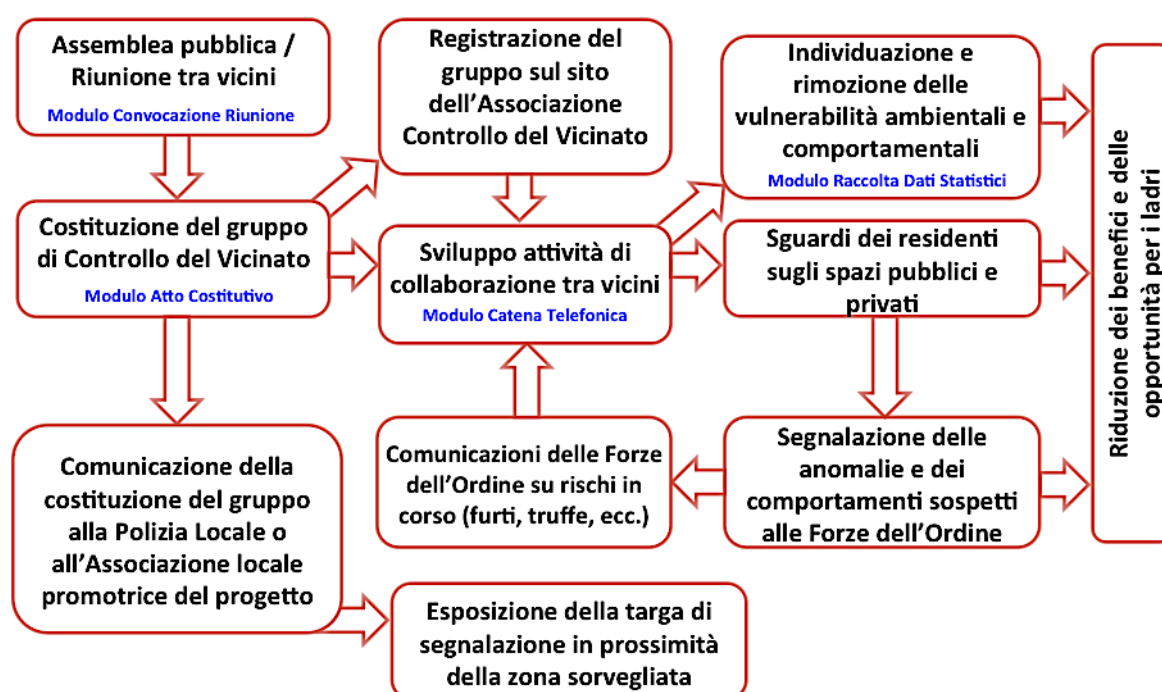 Assemblea pubblica /
Riunione tra vicini
Modulo Convocazione Riunione
Registrazione del
gruppo sul sito
dell'Associazione
Controllo del Vicinato
Individuazione e
rimozione delle
vulnerabilità ambientali e
comportamentali
Modulo Raccolta Dati Statistici
Costituzione del gruppo
di Controllo del Vicinato
Modulo Atto Costitutivo
Sviluppo attività di
collaborazione tra vicini
Modulo Catena Telefonica
Sguardi dei residenti
sugli spazi pubblici e
privati
Riduzione dei benefici e delle
opportunità per i ladri
Comunicazione della
costituzione del gruppo
alla Polizia Locale o
all'Associazione locale
promotrice del progetto
Comunicazioni delle Forze
dell'Ordine su rischi in
corso (furti, truffe, ecc.)
Segnalazione delle
anomalie e dei
comportamenti sospetti
alle Forze dell'Ordine
Esposizione della targa di
segnalazione in prossimità
della zona sorvegliata